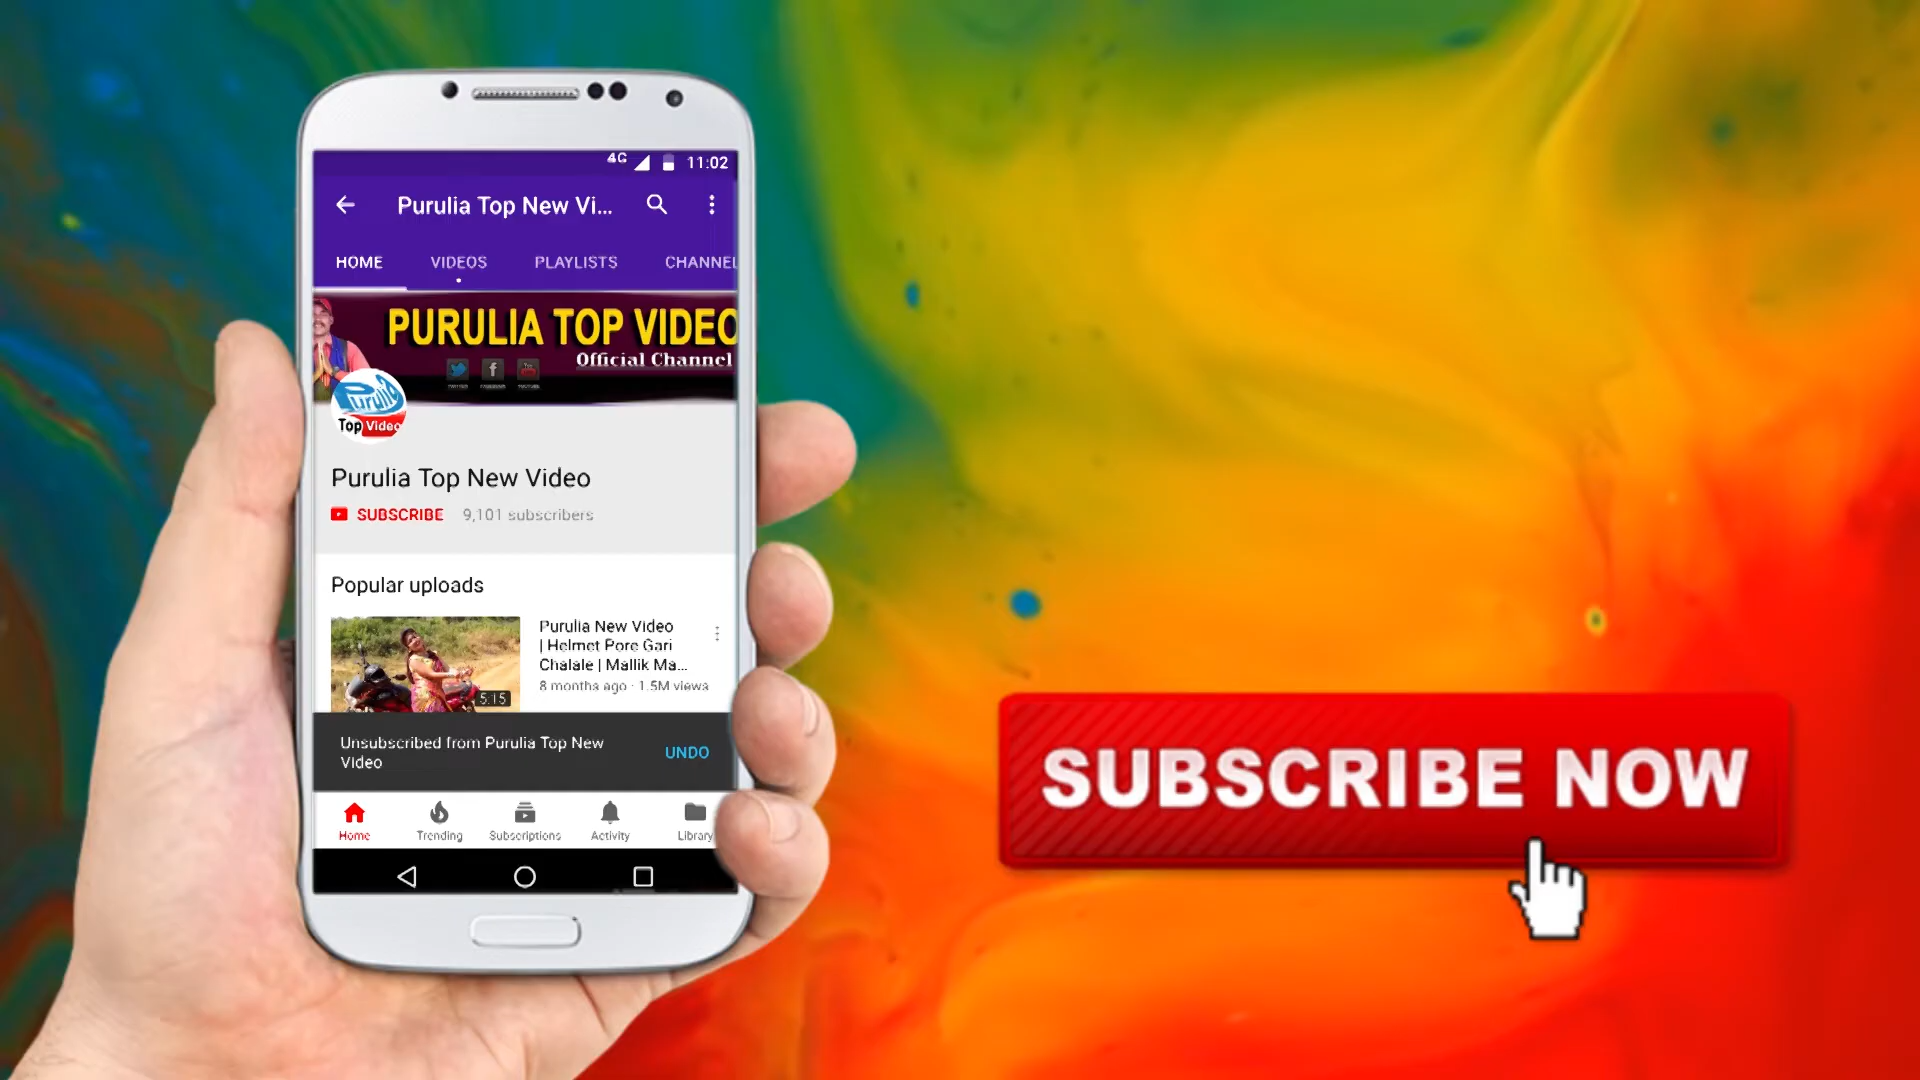 4G 11:02
Purulia Top New Vi...
HOME VIDEOS PLAYLISTS CHANNEL
PURULIA TOP VIDEO
Official Channel
Purulia
Top Video
Purulia Top New Video
SUBSCRIBE 9,101 subscribers
Popular uploads
Purulia New Video
| Helmet Pore Gari
Chalale | Mallik Ma...
8 months ago · 1.5M views
5:15
Unsubscribed from Purulia Top New
Video
UNDO
Home Trending Subscriptions Activity Library
SUBSCRIBE NOW